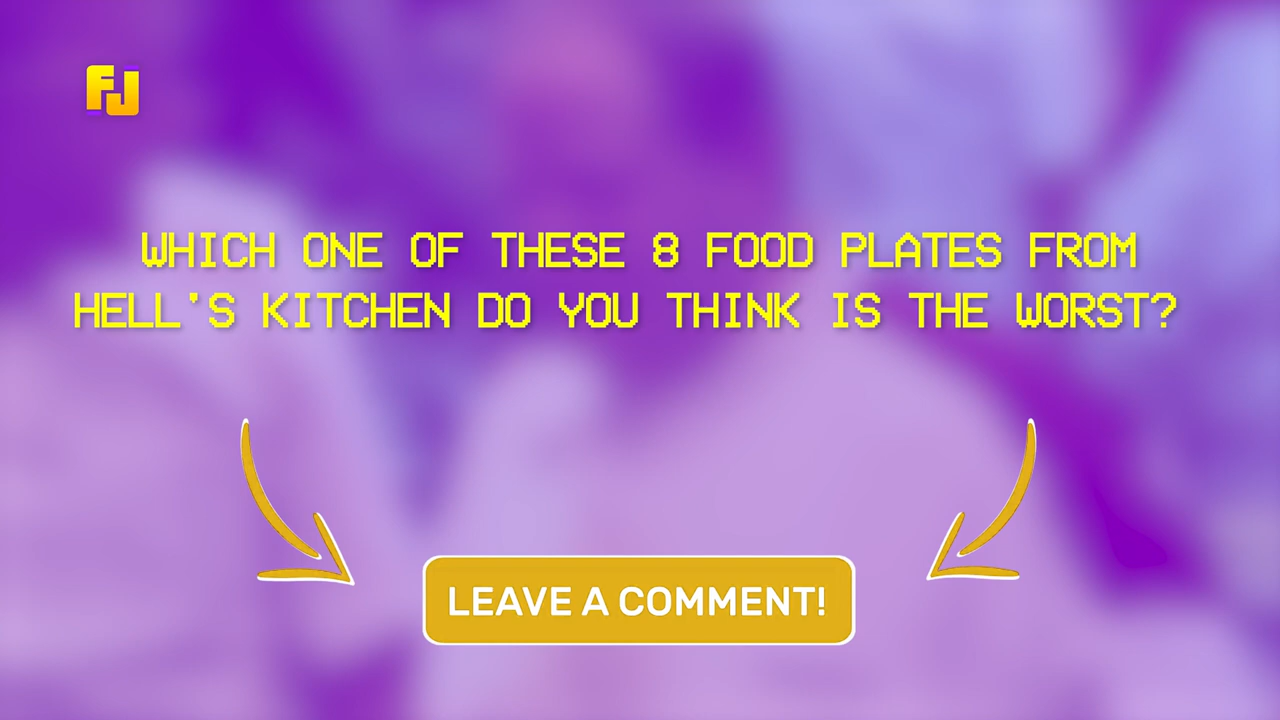 FJ
WHICH ONE OF THESE 8 FOOD PLATES FROM
HELL'S KITCHEN DO YOU THINK IS THE WORST?
LEAVE A COMMENT!